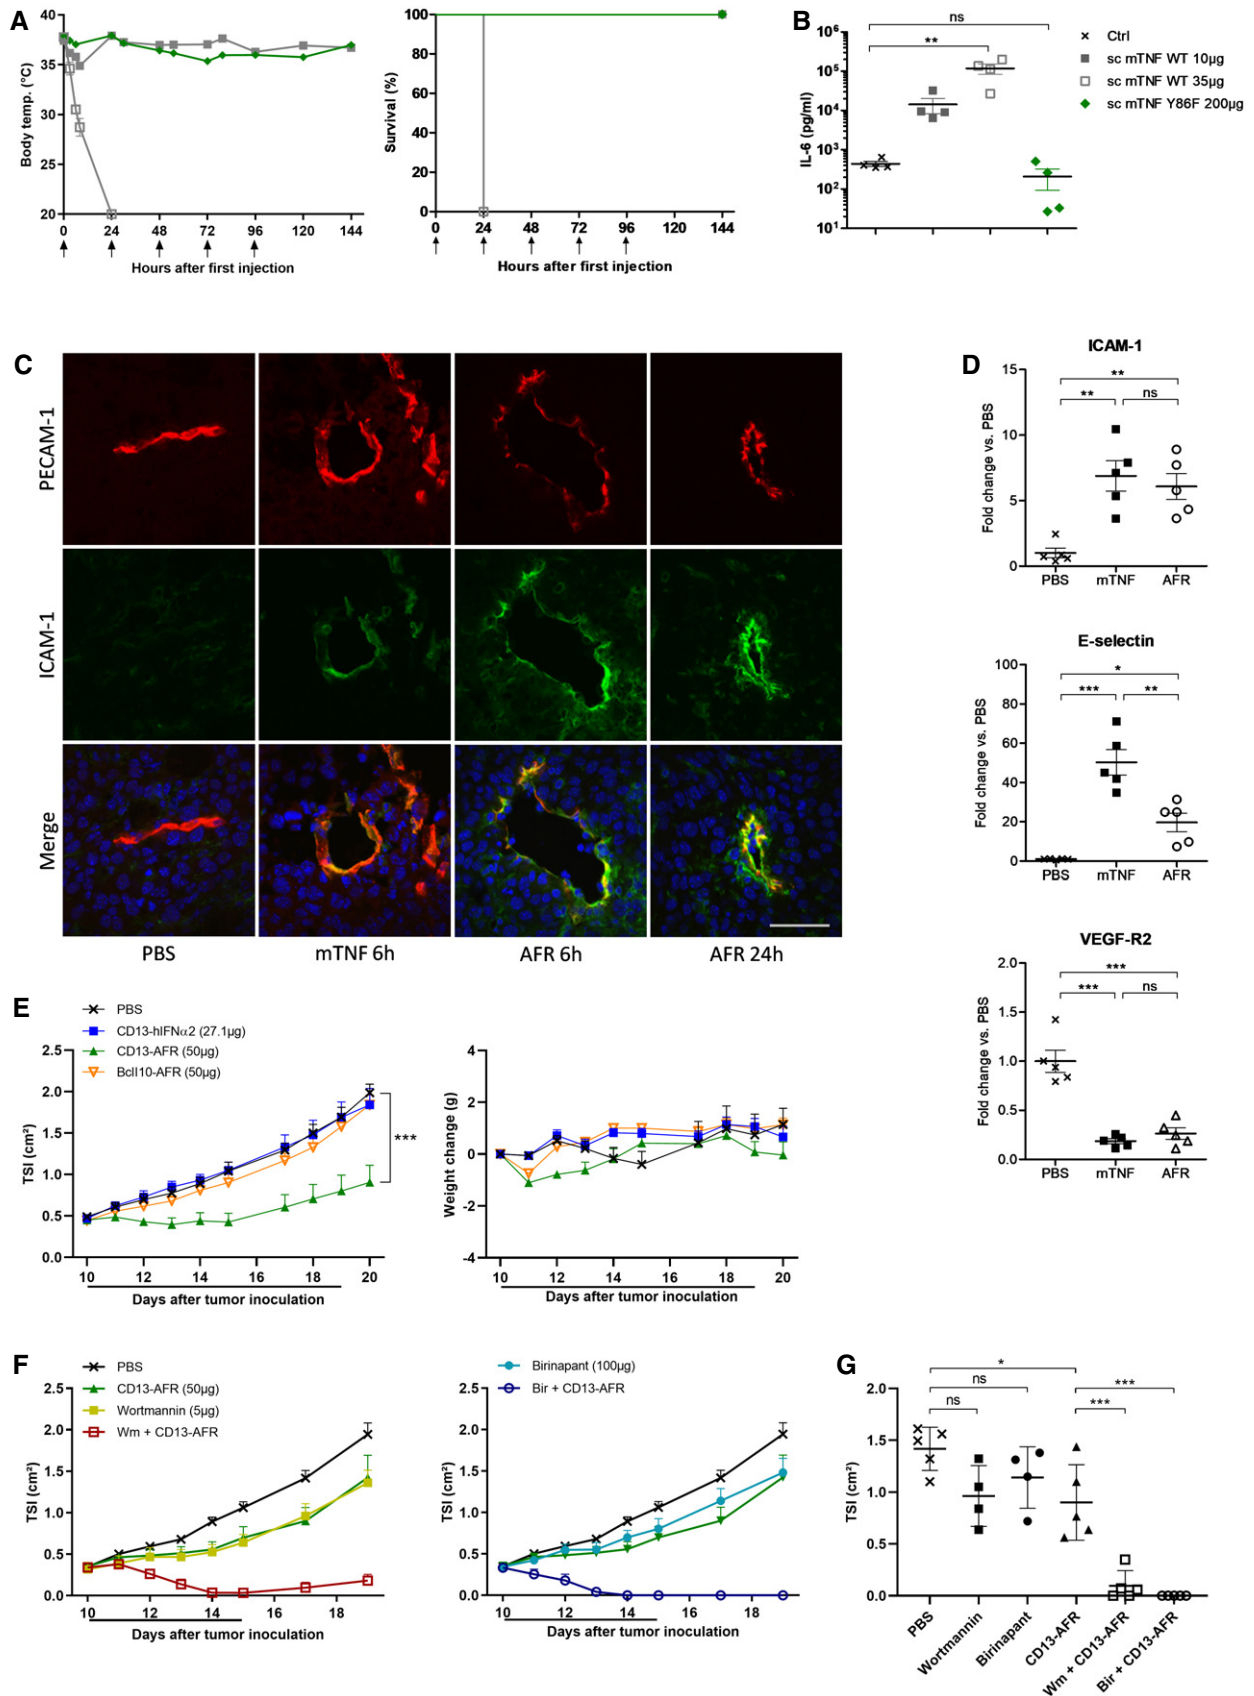 A
40
35
30
25
20
Body temp. (°C)
0 24 48 72 96 120 144
Hours after first injection
100
80
60
40
20
0
Survival (%)
0 24 48 72 96 120 144
Hours after first injection
B
ns
**
10⁶
10⁵
10⁴
10³
10²
10¹
IL-6 (pg/ml)
Ctrl
sc mTNF WT 10µg
sc mTNF WT 35µg
sc mTNF Y86F 200µg
C
PECAM-1
ICAM-1
Merge
PBS mTNF 6h AFR 6h AFR 24h
D
ICAM-1
**
** ns
15
10
5
0
Fold change vs. PBS
PBS mTNF AFR
E-selectin
*
*** **
100
80
60
40
20
0
Fold change vs. PBS
PBS mTNF AFR
VEGF-R2
***
*** ns
2.0
1.5
1.0
0.5
0.0
Fold change vs. PBS
PBS mTNF AFR
E
PBS
CD13-hIFNα2 (27.1µg)
CD13-AFR (50µg)
BcII10-AFR (50µg)
2.5
2.0
1.5
1.0
0.5
0.0
TSI (cm²)
***
10 12 14 16 18 20
Days after tumor inoculation
4
2
0
-2
-4
Weight change (g)
10 12 14 16 18 20
Days after tumor inoculation
F
PBS
CD13-AFR (50µg)
Wortmannin (5µg)
Wm + CD13-AFR
2.5
2.0
1.5
1.0
0.5
0.0
TSI (cm²)
10 12 14 16 18
Days after tumor inoculation
Birinapant (100µg)
Bir + CD13-AFR
2.5
2.0
1.5
1.0
0.5
0.0
TSI (cm²)
10 12 14 16 18
Days after tumor inoculation
G
*
ns ***
ns ***
2.0
1.5
1.0
0.5
0.0
TSI (cm²)
PBS
Wortmannin
Birinapant
CD13-AFR
Wm + CD13-AFR
Bir + CD13-AFR